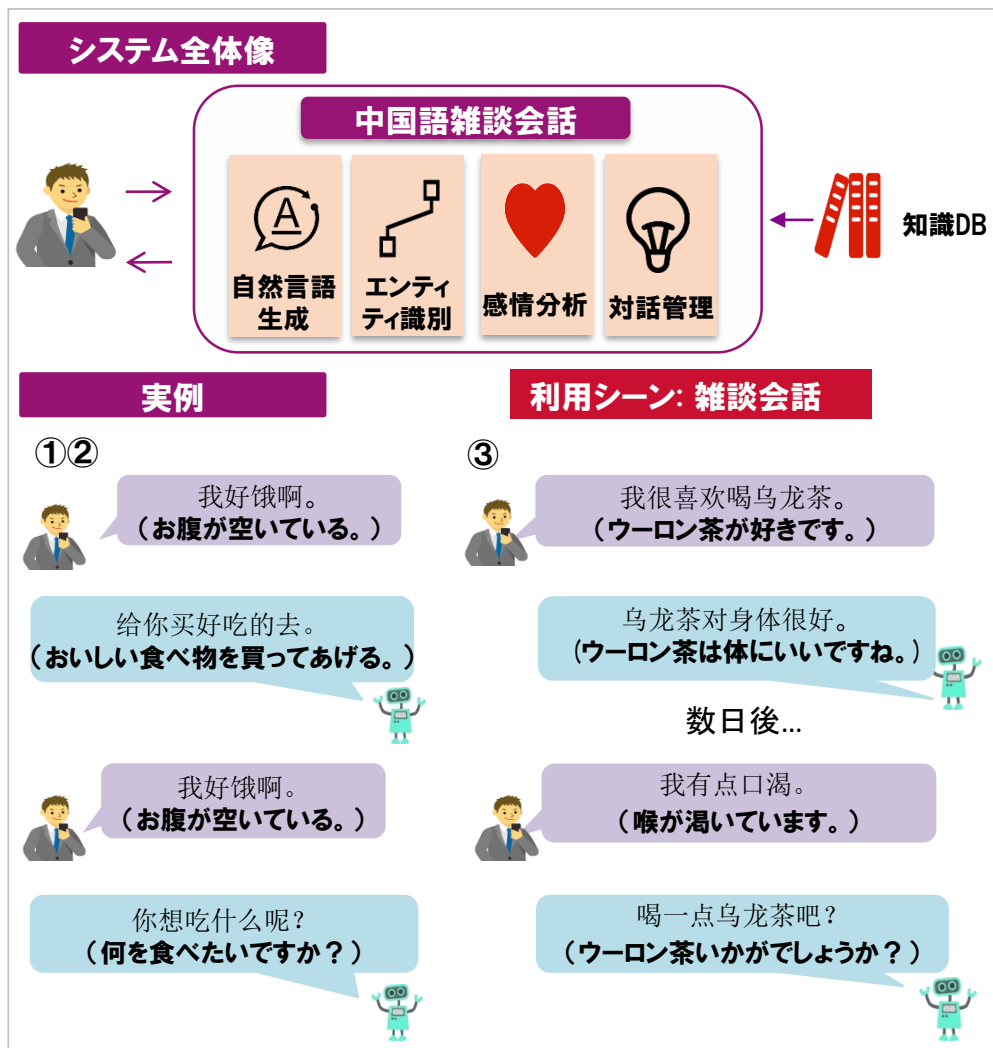 システム全体像
中国語雑談会話
A
自然言語
生成
エンティ
ティ識別
感情分析
対話管理
知識DB
実例
利用シーン: 雑談会話
①②
我好饿啊。
(お腹が空いている。)
给你买好吃的去。
(おいしい食べ物を買ってあげる。)
我好饿啊。
(お腹が空いている。)
你想吃什么呢?
(何を食べたいですか?)
③
我很喜欢喝乌龙茶。
(ウーロン茶が好きです。)
乌龙茶对身体很好。
(ウーロン茶は体にいいですね。)
数日後...
我有点口渴。
(喉が渇いています。)
喝一点乌龙茶吧?
(ウーロン茶いかがでしょうか?)